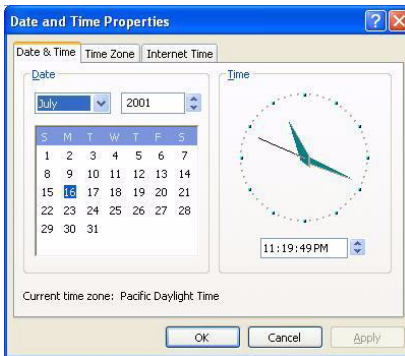 Date and Time Properties
Date & Time Time Zone Internet Time
Date
July 2001
S M T W T F S
1 2 3 4 5 6 7
8 9 10 11 12 13 14
15 16 17 18 19 20 21
22 23 24 25 26 27 28
29 30 31
Time
11:19:49 PM
Current time zone: Pacific Daylight Time
OK Cancel Apply